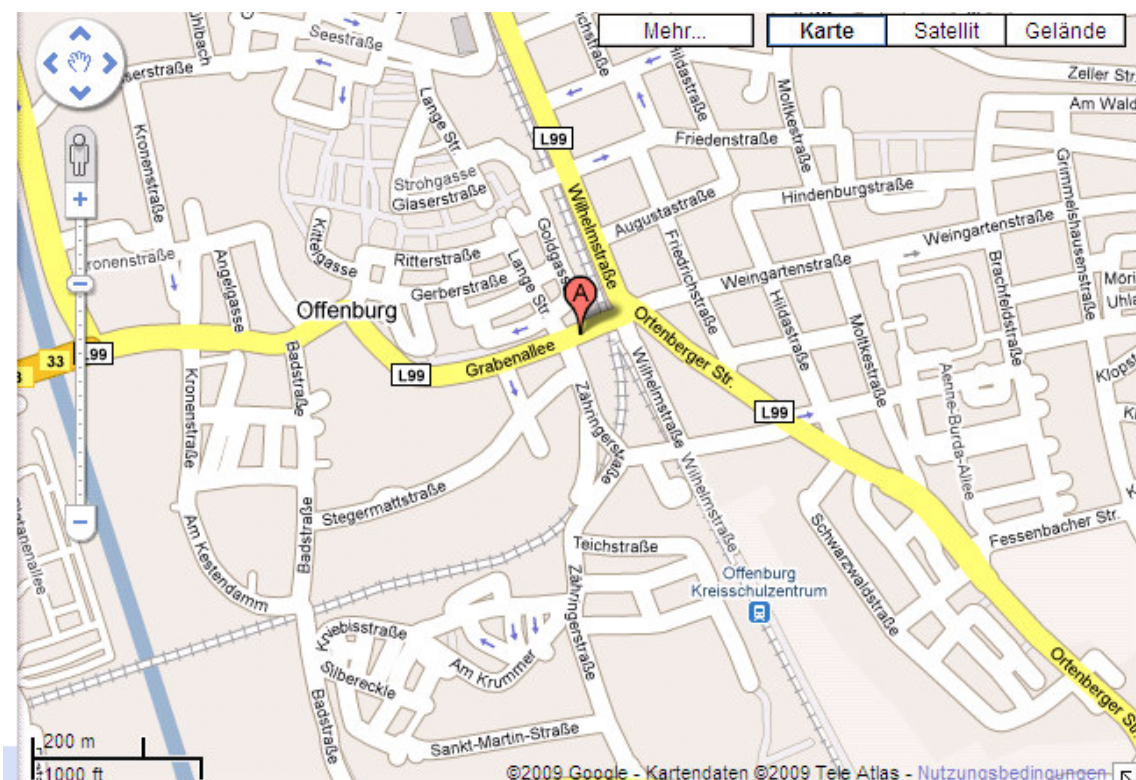 Mehr...
Karte
Satellit
Gelände
Seestraße
Lange Str.
Kronenstraße
Hildastraße
Moltkestraße
Zeller Str.
Am Wald
L99
Friedenstraße
Strohgasse
Glaserstraße
Wilhelmstraße
Hindenburgstraße
Grimmelshausenstraße
Augustastraße
Weingartenstraße
Kittelgasse
Goldgasse
Ritterstraße
Angelgasse
Friedrichstraße
Weingartenstraße
Brachfeldstraße
Gerberstraße
Lange Str.
A
Offenburg
Hildastraße
Moltkestraße
Ortenberger Str.
33
L99
Badstraße
Grabenallee
L99
Wilhelmstraße
Kronenstraße
Zähringerstraße
L99
Aenne-Burda-Allee
Wilhelmstraße
Stegermattstraße
Badstraße
Am Kestendamm
Schwarzwaldstraße
Fessenbacher Str.
Teichstraße
Offenburg
Kreisschulzentrum
Zähringerstraße
Kniebisstraße
Am Krummer
Silbereckle
Badstraße
Ortenberger Str.
Sankt-Martin-Straße
200 m
1000 ft
©2009 Google - Kartendaten ©2009 Tele Atlas - Nutzungsbedingungen